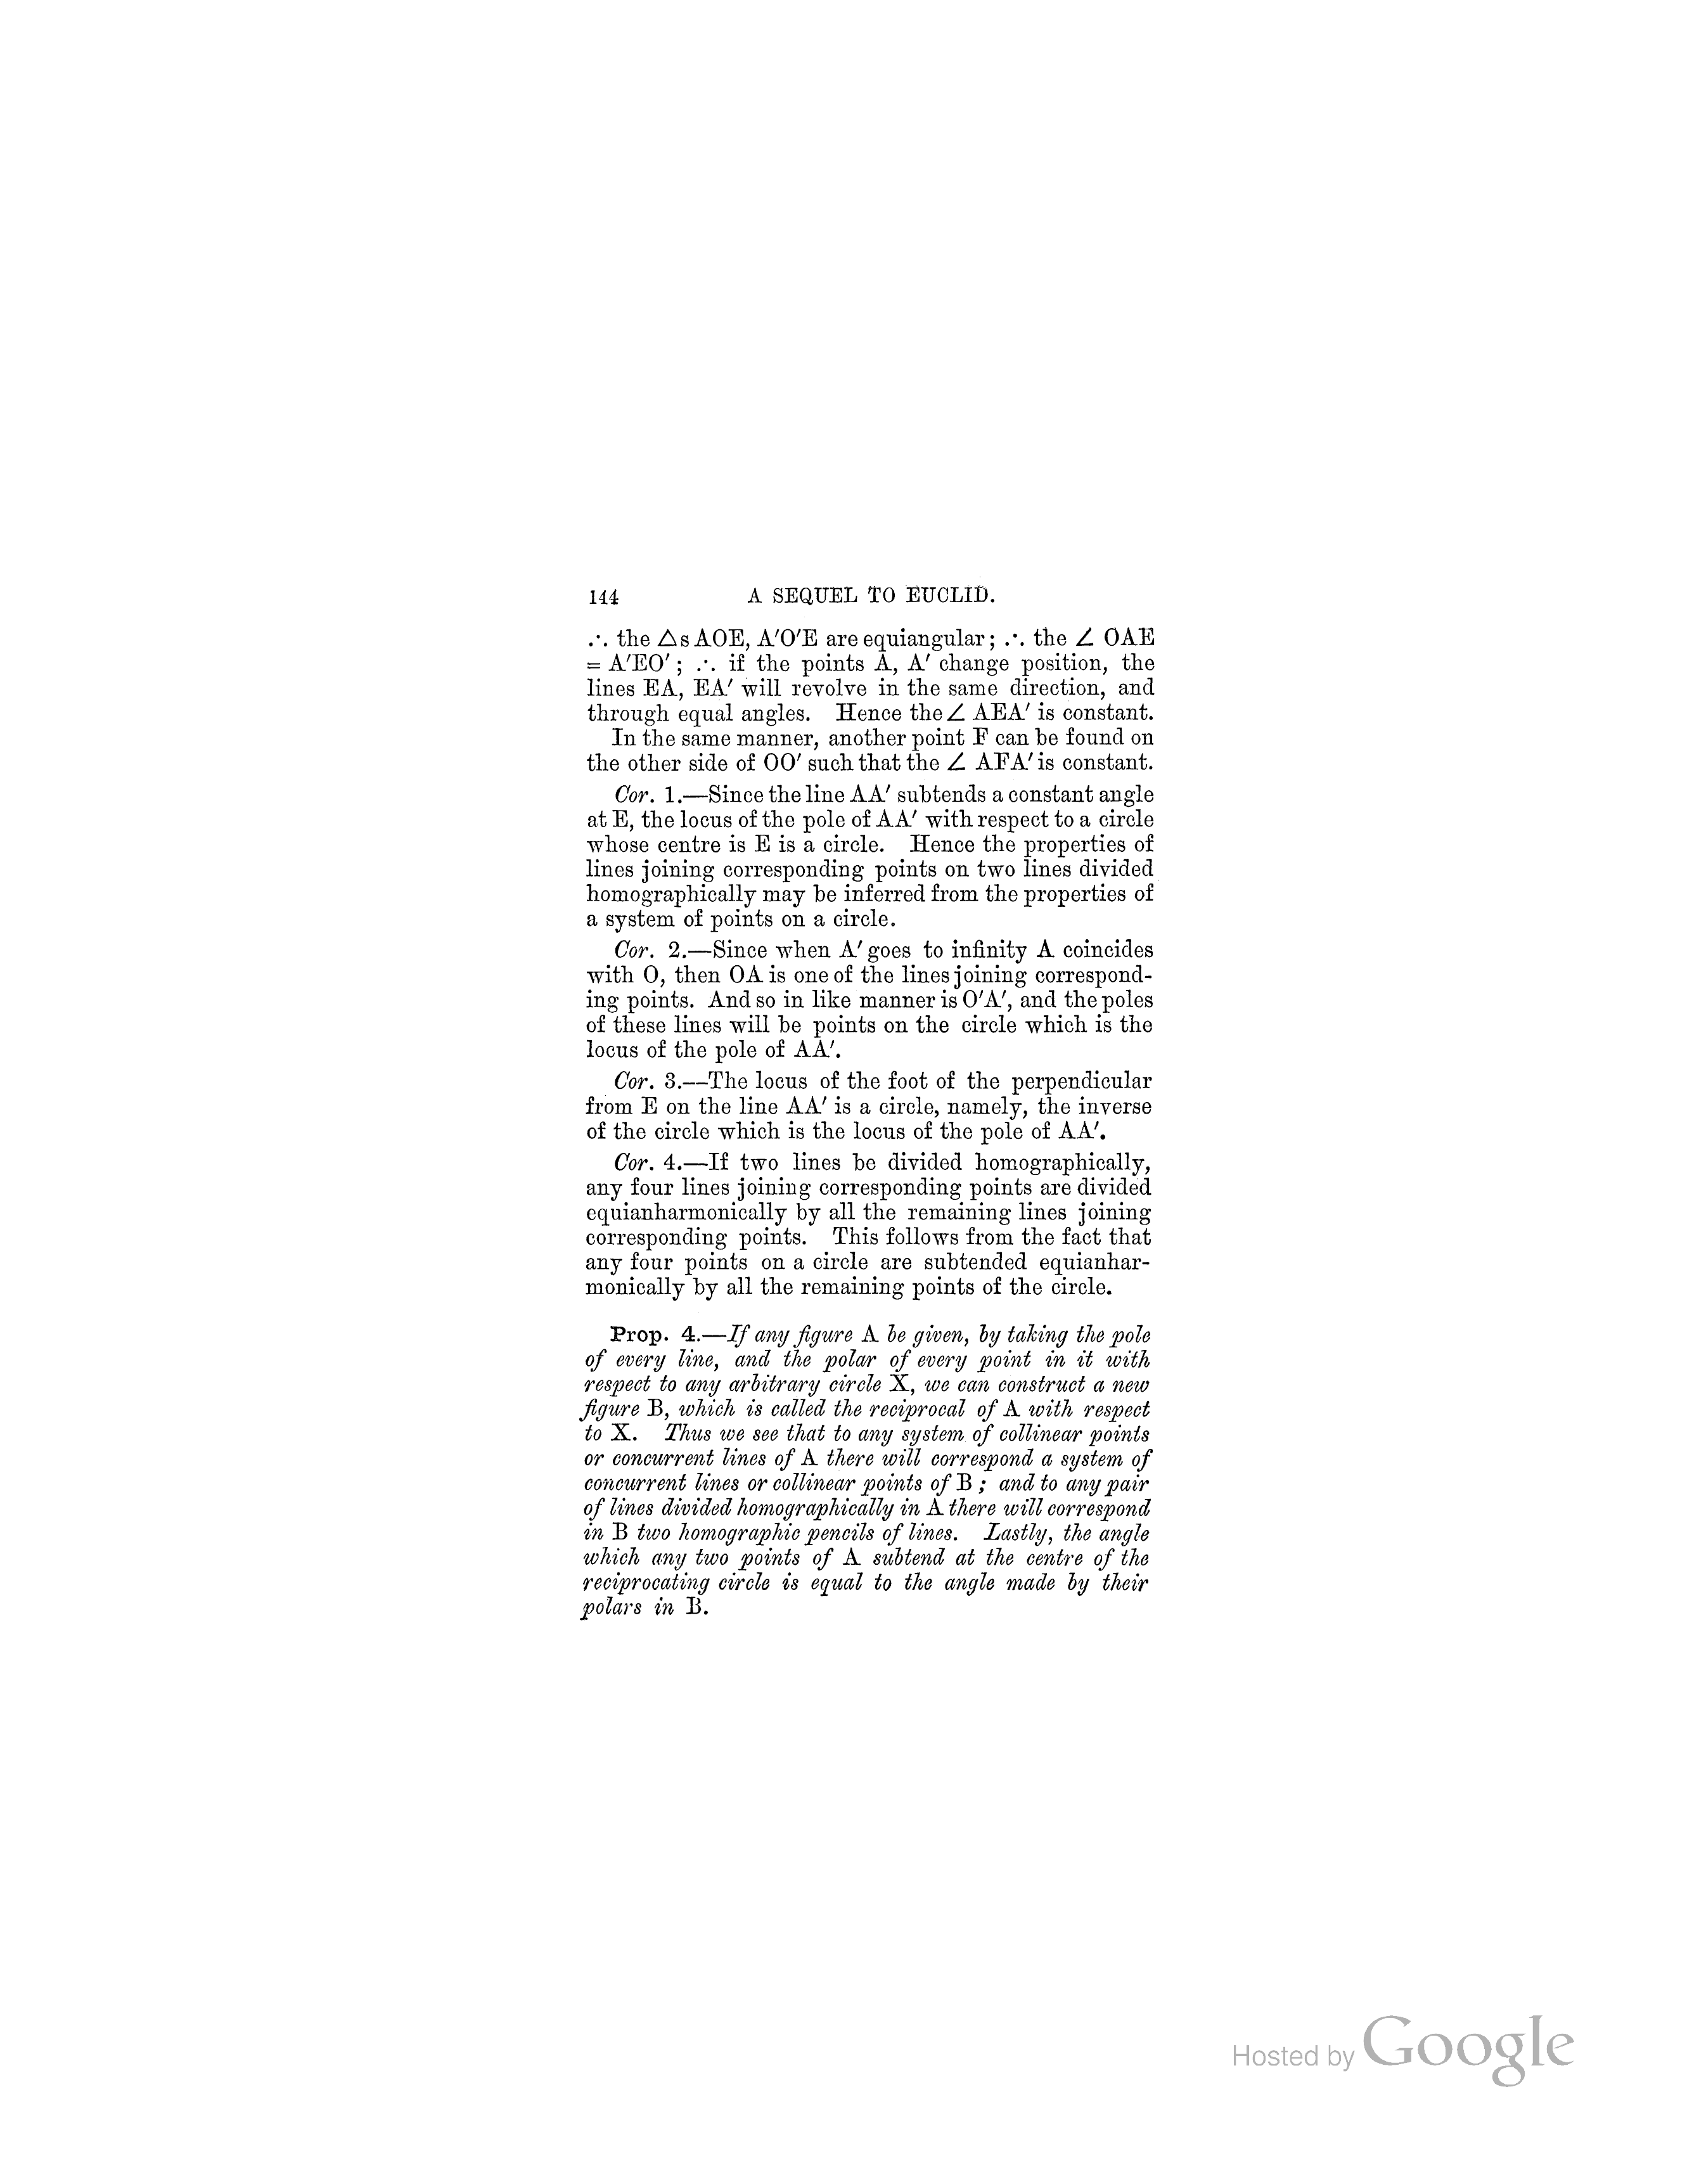 144 A SEQUEL TO EUCLID.
∴ the △s AOE, A′O′E are equiangular; ∴ the ∠ OAE
= A′EO′; ∴ if the points A, A′ change position, the
lines EA, EA′ will revolve in the same direction, and
through equal angles. Hence the ∠ AEA′ is constant.
In the same manner, another point F can be found on
the other side of OO′ such that the ∠ AFA′ is constant.
Cor. 1.—Since the line AA′ subtends a constant angle
at E, the locus of the pole of AA′ with respect to a circle
whose centre is E is a circle. Hence the properties of
lines joining corresponding points on two lines divided
homographically may be inferred from the properties of
a system of points on a circle.
Cor. 2.—Since when A′ goes to infinity A coincides
with O, then OA is one of the lines joining correspond-
ing points. And so in like manner is O′A′, and the poles
of these lines will be points on the circle which is the
locus of the pole of AA′.
Cor. 3.—The locus of the foot of the perpendicular
from E on the line AA′ is a circle, namely, the inverse
of the circle which is the locus of the pole of AA′.
Cor. 4.—If two lines be divided homographically,
any four lines joining corresponding points are divided
equianharmonically by all the remaining lines joining
corresponding points. This follows from the fact that
any four points on a circle are subtended equianhar-
monically by all the remaining points of the circle.
Prop. 4.—If any figure A be given, by taking the pole
of every line, and the polar of every point in it with
respect to any arbitrary circle X, we can construct a new
figure B, which is called the reciprocal of A with respect
to X. Thus we see that to any system of collinear points
or concurrent lines of A there will correspond a system of
concurrent lines or collinear points of B; and to any pair
of lines divided homographically in A there will correspond
in B two homographic pencils of lines. Lastly, the angle
which any two points of A subtend at the centre of the
reciprocating circle is equal to the angle made by their
polars in B.
Hosted by Google